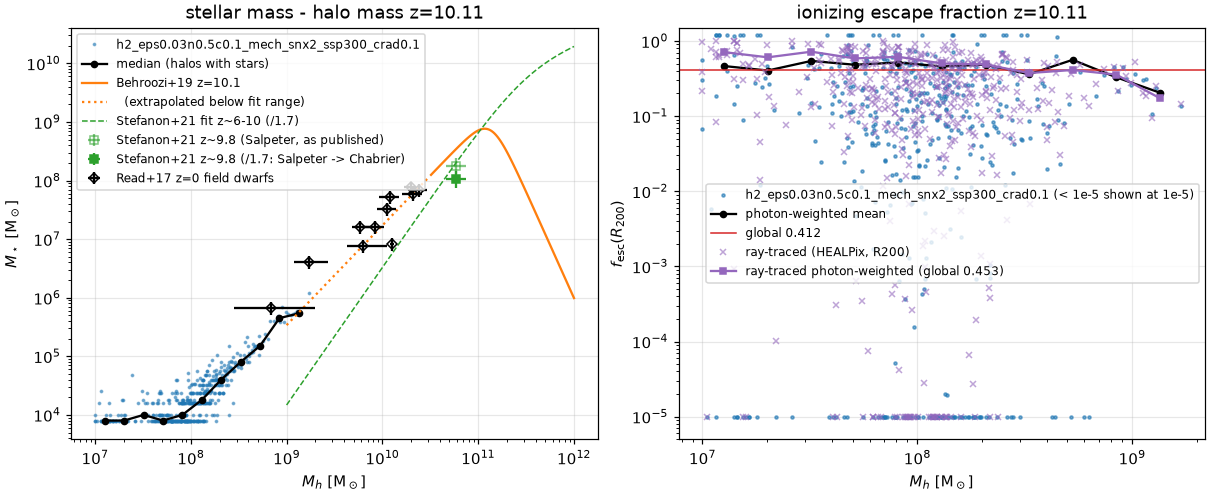 stellar mass - halo mass z=10.11
h2_eps0.03n0.5c0.1_mech_snx2_ssp300_crad0.1
median (halos with stars)
Behroozi+19 z=10.1
(extrapolated below fit range)
Stefanon+21 fit z~6-10 (/1.7)
Stefanon+21 z~9.8 (Salpeter, as published)
Stefanon+21 z~9.8 (/1.7: Salpeter -> Chabrier)
Read+17 z=0 field dwarfs
M⋆ [M⊙]
10^10
10^9
10^8
10^7
10^6
10^5
10^4
10^7 10^8 10^9 10^10 10^11 10^12
M_h [M⊙]
ionizing escape fraction z=10.11
f_esc(R_200)
10^0
10^−1
10^−2
10^−3
10^−4
10^−5
h2_eps0.03n0.5c0.1_mech_snx2_ssp300_crad0.1 (< 1e-5 shown at 1e-5)
photon-weighted mean
global 0.412
ray-traced (HEALPix, R200)
ray-traced photon-weighted (global 0.453)
10^7 10^8 10^9
M_h [M⊙]